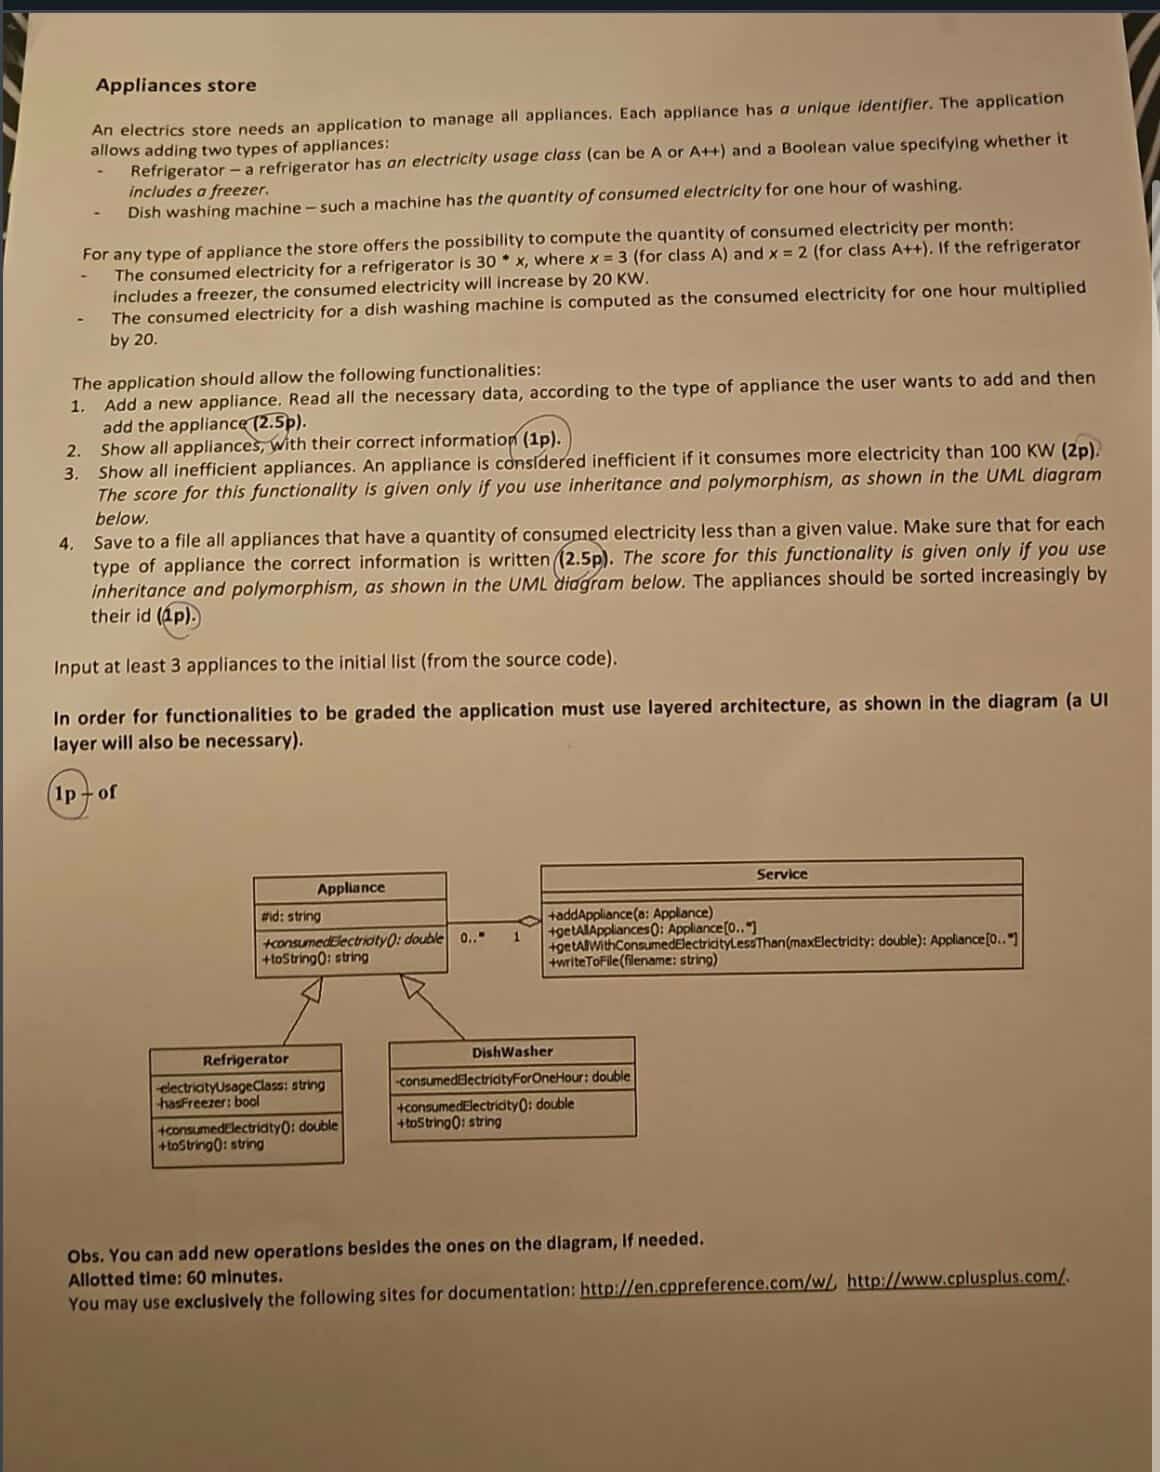 Appliances store
An electrics store needs an application to manage all appliances. Each appliance has a unique identifier. The application
allows adding two types of appliances:
- Refrigerator – a refrigerator has an electricity usage class (can be A or A++) and a Boolean value specifying whether it
includes a freezer.
- Dish washing machine – such a machine has the quantity of consumed electricity for one hour of washing.
For any type of appliance the store offers the possibility to compute the quantity of consumed electricity per month:
- The consumed electricity for a refrigerator is 30 * x, where x = 3 (for class A) and x = 2 (for class A++). If the refrigerator
includes a freezer, the consumed electricity will increase by 20 KW.
- The consumed electricity for a dish washing machine is computed as the consumed electricity for one hour multiplied
by 20.
The application should allow the following functionalities:
1. Add a new appliance. Read all the necessary data, according to the type of appliance the user wants to add and then
add the appliance (2.5p).
2. Show all appliances, with their correct information (1p).
3. Show all inefficient appliances. An appliance is considered inefficient if it consumes more electricity than 100 KW (2p).
The score for this functionality is given only if you use inheritance and polymorphism, as shown in the UML diagram
below.
4. Save to a file all appliances that have a quantity of consumed electricity less than a given value. Make sure that for each
type of appliance the correct information is written (2.5p). The score for this functionality is given only if you use
inheritance and polymorphism, as shown in the UML diagram below. The appliances should be sorted increasingly by
their id (1p).
Input at least 3 appliances to the initial list (from the source code).
In order for functionalities to be graded the application must use layered architecture, as shown in the diagram (a UI
layer will also be necessary).
1p – of
Appliance
#id: string
+consumedElectricity(): double
+toString(): string
0..*
1
Service
+addAppliance(a: Appliance)
+getAllAppliances(): Appliance[0..*]
+getAllWithConsumedElectricityLessThan(maxElectricity: double): Appliance[0..*]
+writeToFile(filename: string)
Refrigerator
-electricityUsageClass: string
-hasFreezer: bool
+consumedElectricity(): double
+toString(): string
DishWasher
-consumedElectricityForOneHour: double
+consumedElectricity(): double
+toString(): string
Obs. You can add new operations besides the ones on the diagram, if needed.
Allotted time: 60 minutes.
You may use exclusively the following sites for documentation: http://en.cppreference.com/w/, http://www.cplusplus.com/.